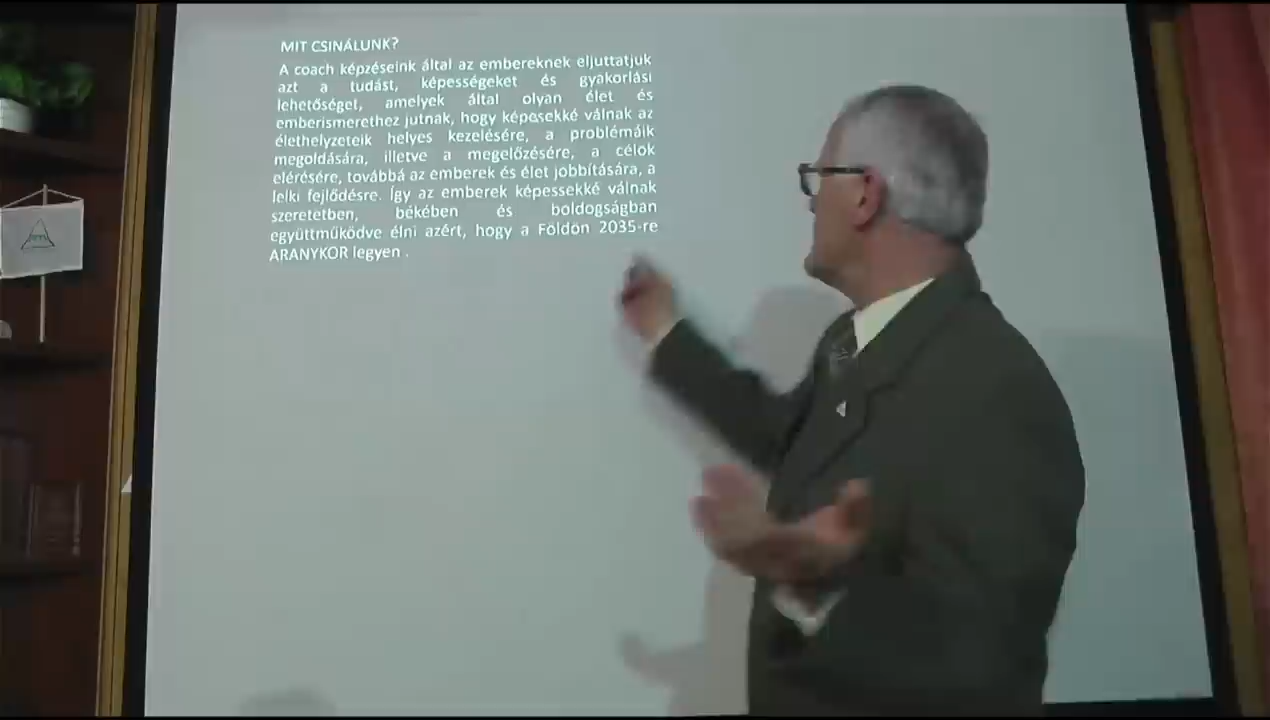 MIT CSINÁLUNK?
A coach képzéseink által az embereknek eljuttatjuk
azt a tudást, képességeket és gyakorlási
lehetőséget, amelyek által olyan élet és
emberismerethez jutnak, hogy képesekké válnak az
élethelyzeteik helyes kezelésére, a problémáik
megoldására, illetve a megelőzésére, a célok
elérésére, továbbá az emberek és élet jobbítására, a
lelki fejlődésre. Így az emberek képessekké válnak
szeretetben, békében és boldogságban
együttműködve élni azért, hogy a Földön 2035-re
ARANYKOR legyen .